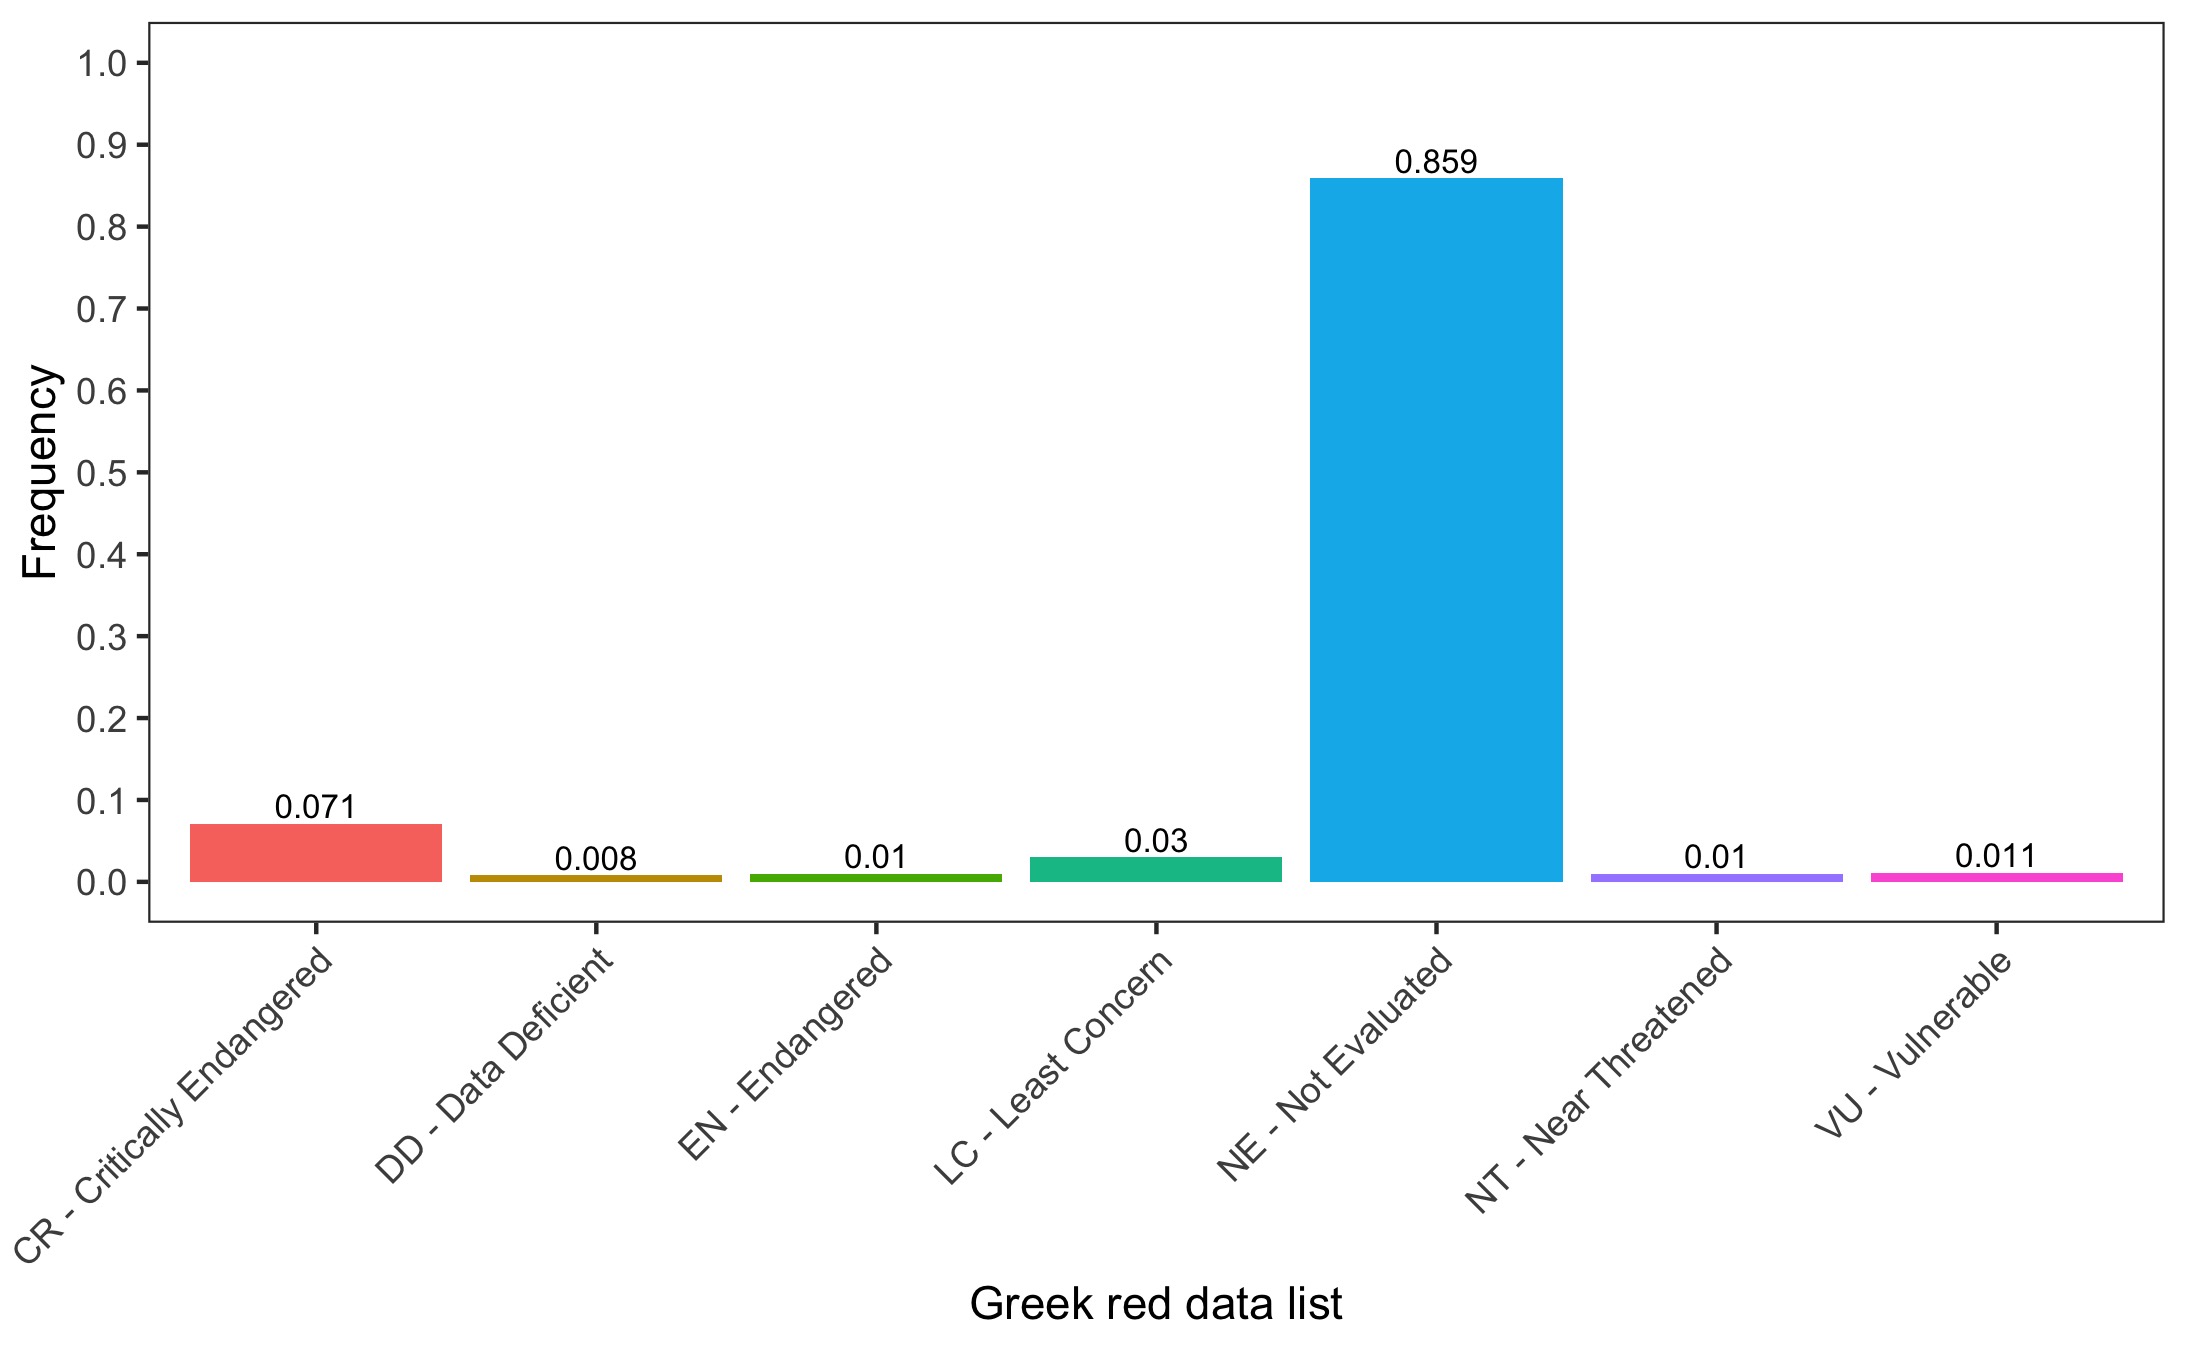 1.0
0.9
0.8
0.7
0.6
0.5
0.4
0.3
0.2
0.1
0.0
Frequency
0.071
0.008
0.01
0.03
0.859
0.01
0.011
CR - Critically Endangered
DD - Data Deficient
EN - Endangered
LC - Least Concern
NE - Not Evaluated
NT - Near Threatened
VU - Vulnerable
Greek red data list